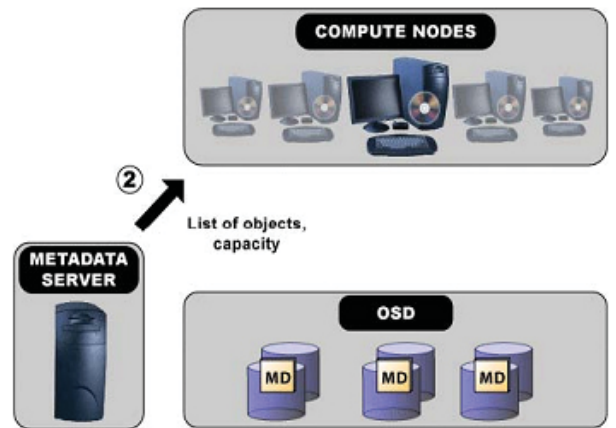 COMPUTE NODES
2
List of objects,
capacity
METADATA
SERVER
OSD
MD
MD
MD